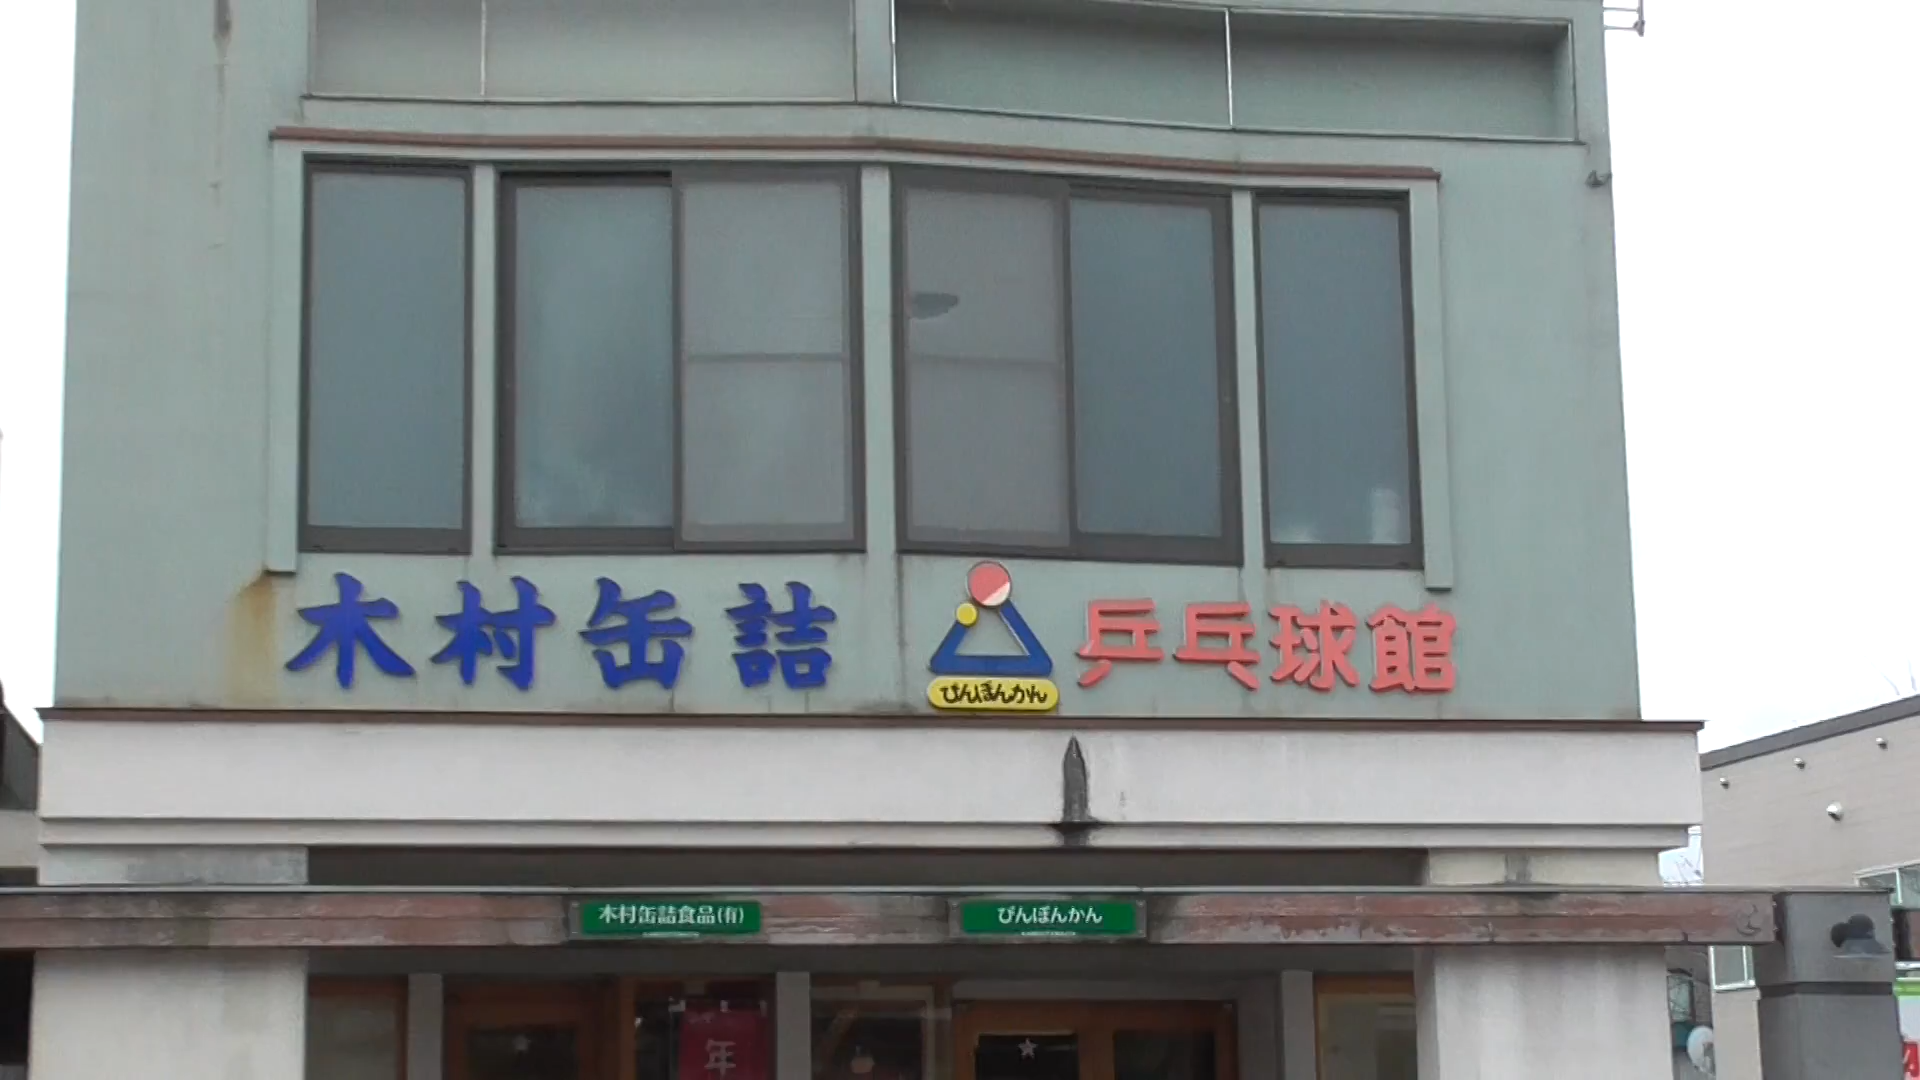 木村缶詰
乒乓球館
ぴんぽんかん
木村缶詰食品(有)
ぴんぽんかん
年